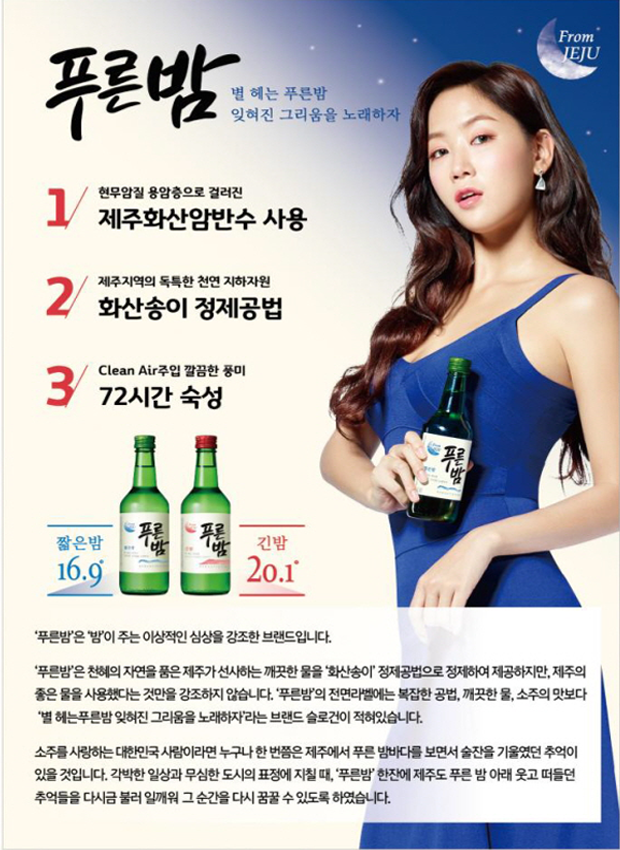 From
JEJU
푸른밤
별 헤는 푸른밤
잊혀진 그리움을 노래하자
1 현무암질 용암층으로 걸러진
제주화산암반수 사용
2 제주지역의 독특한 천연 지하자원
화산송이 정제공법
3 Clean Air주입 깔끔한 풍미
72시간 숙성
푸른밤
짧은밤
16.9°
푸른밤
푸른밤
긴밤
20.1°
'푸른밤'은 '밤'이 주는 이상적인 심상을 강조한 브랜드입니다.
'푸른밤'은 천혜의 자연을 품은 제주가 선사하는 깨끗한 물을 '화산송이' 정제공법으로 정제하여 제공하지만, 제주의
좋은 물을 사용했다는 것만을 강조하지 않습니다. '푸른밤'의 전면라벨에는 복잡한 공법, 깨끗한 물, 소주의 맛보다
'별 헤는푸른밤 잊혀진 그리움을 노래하자'라는 브랜드 슬로건이 적혀있습니다.
소주를 사랑하는 대한민국 사람이라면 누구나 한 번쯤은 제주에서 푸른 밤바다를 보면서 술잔을 기울였던 추억이
있을 것입니다. 각박한 일상과 무심한 도시의 표정에 지칠 때, '푸른밤' 한잔에 제주도 푸른 밤 아래 웃고 떠들던
추억들을 다시금 불러 일깨워 그 순간을 다시 꿈꿀 수 있도록 하였습니다.